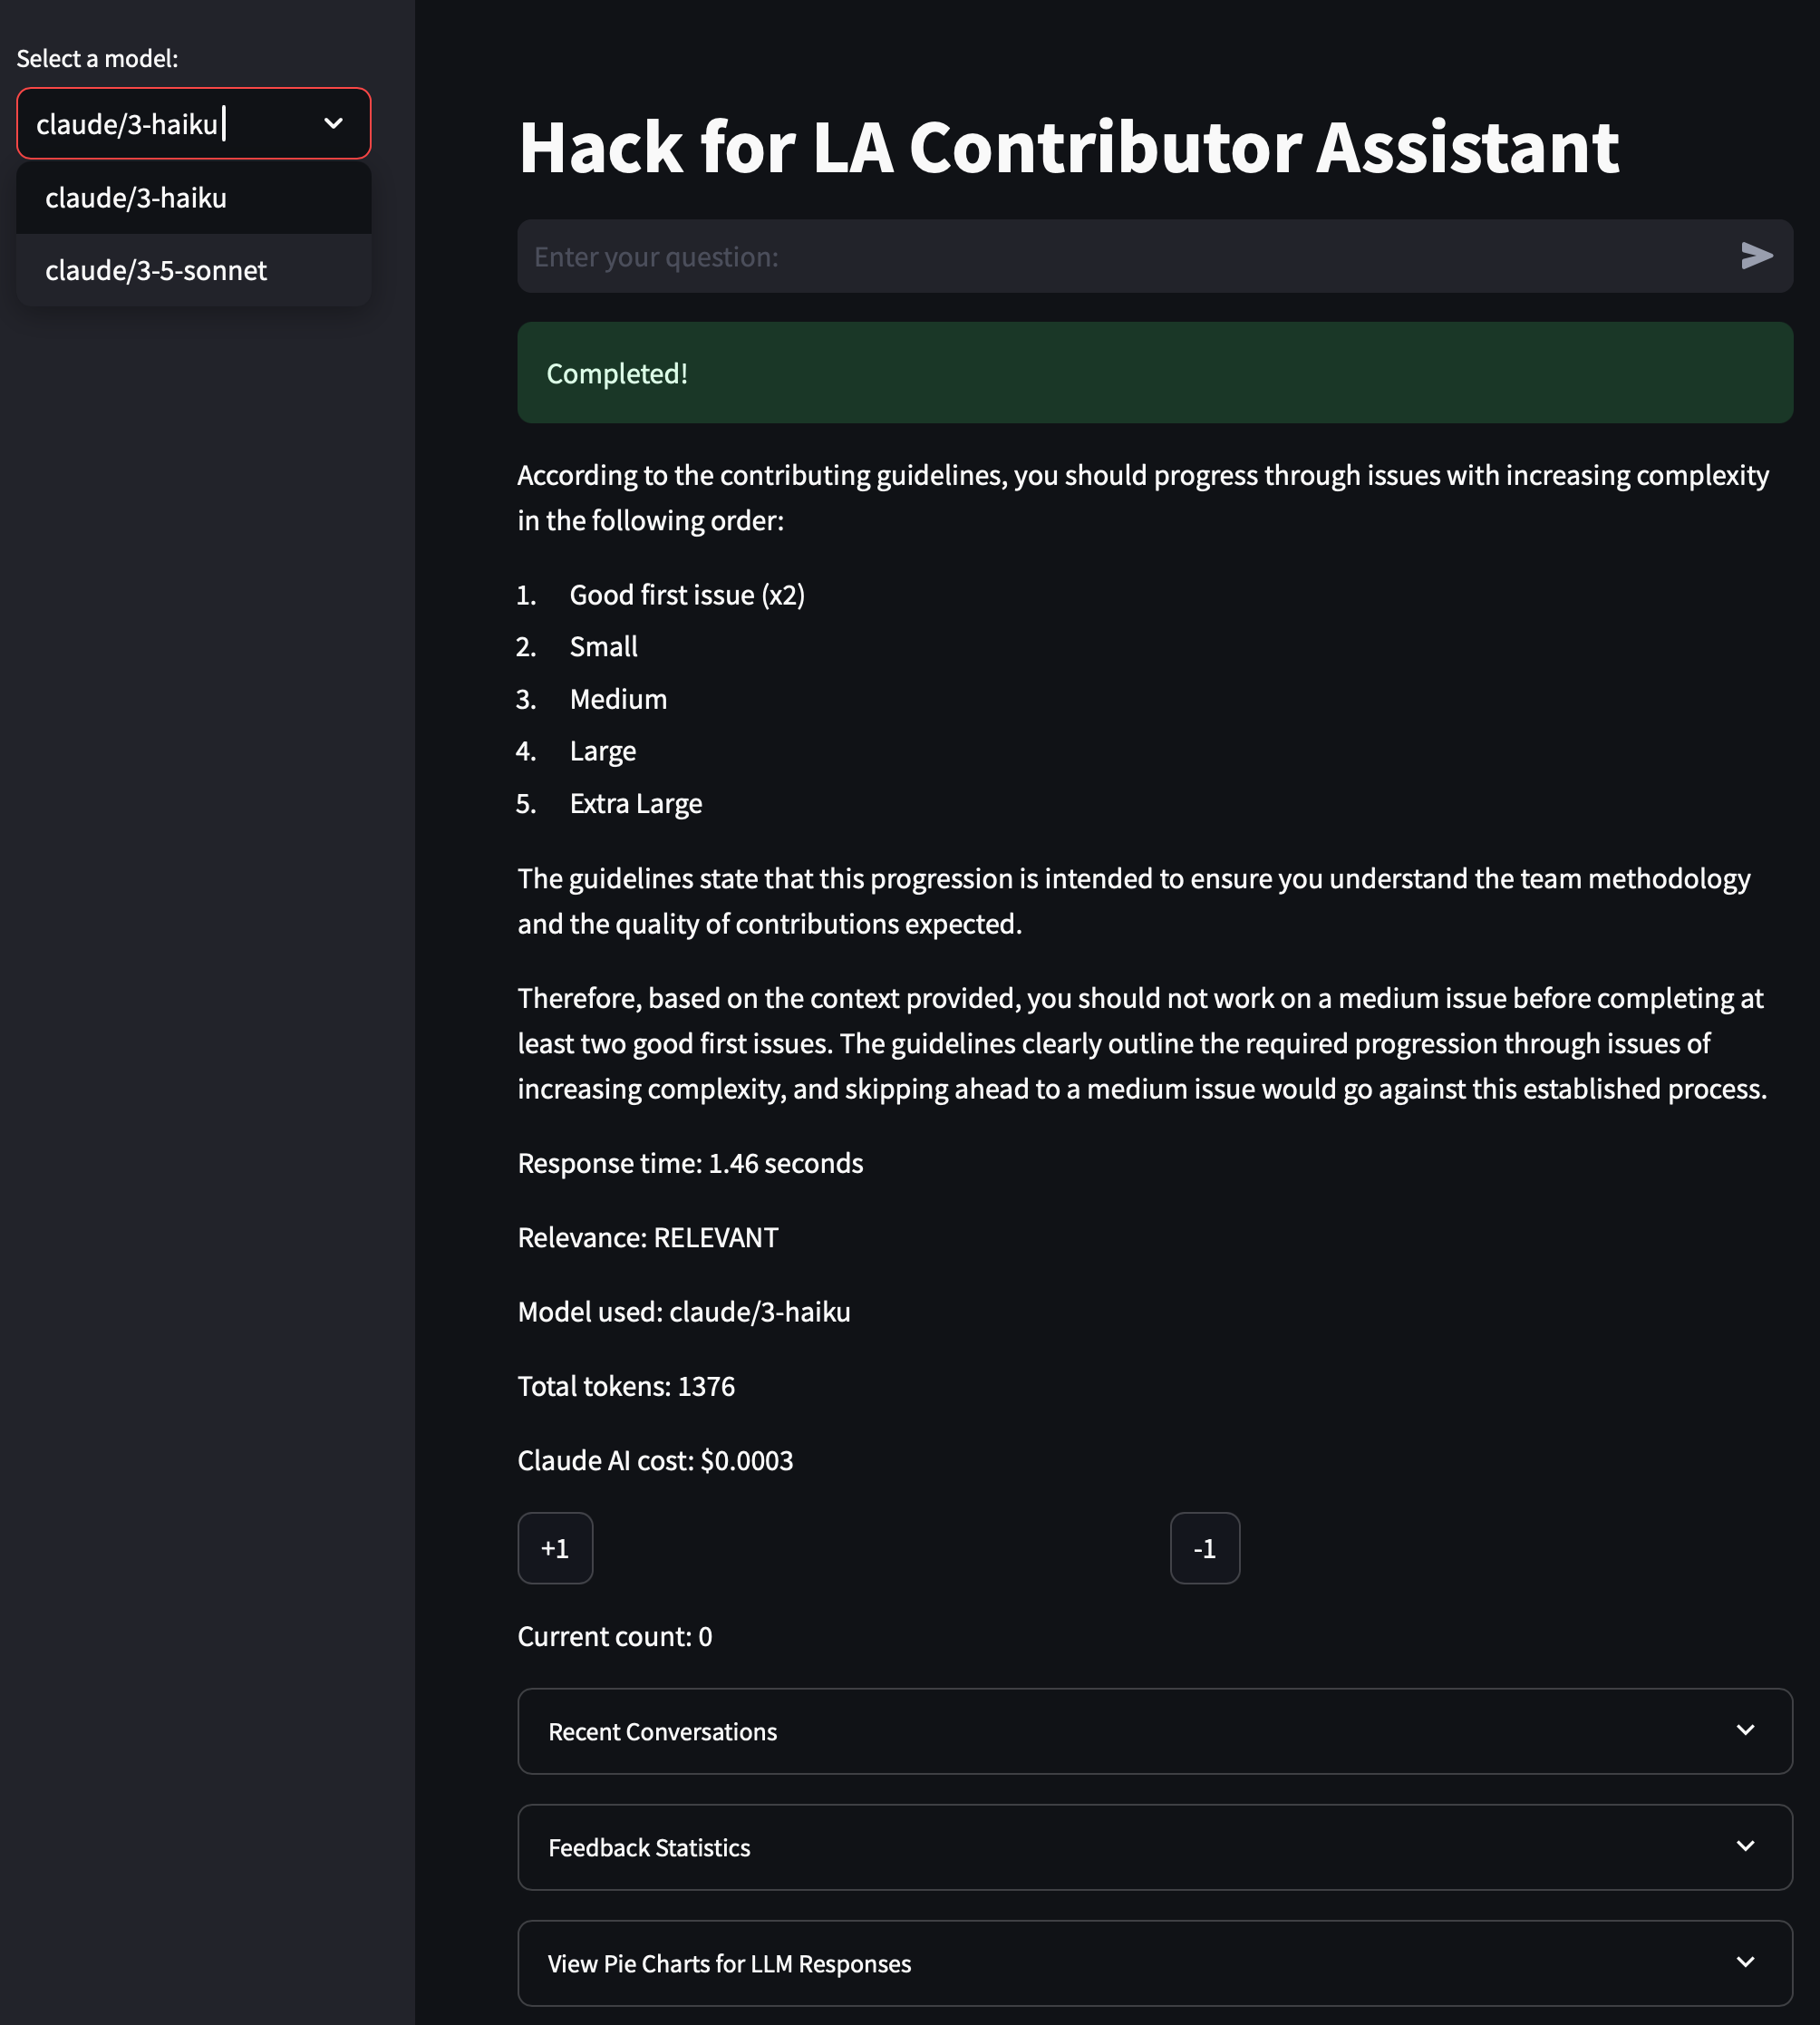 Select a model:
claude/3-haiku
claude/3-haiku
claude/3-5-sonnet
Hack for LA Contributor Assistant
Enter your question:
Completed!
According to the contributing guidelines, you should progress through issues with increasing complexity
in the following order:
1. Good first issue (x2)
2. Small
3. Medium
4. Large
5. Extra Large
The guidelines state that this progression is intended to ensure you understand the team methodology
and the quality of contributions expected.
Therefore, based on the context provided, you should not work on a medium issue before completing at
least two good first issues. The guidelines clearly outline the required progression through issues of
increasing complexity, and skipping ahead to a medium issue would go against this established process.
Response time: 1.46 seconds
Relevance: RELEVANT
Model used: claude/3-haiku
Total tokens: 1376
Claude AI cost: $0.0003
+1 -1
Current count: 0
Recent Conversations
Feedback Statistics
View Pie Charts for LLM Responses